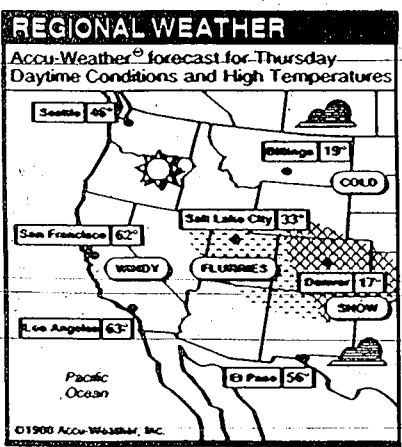 REGIONAL WEATHER
Accu-Weather® forecast for Thursday
Daytime Conditions and High Temperatures
Seattle 46°
Billings 19°
COLD
Salt Lake City 33°
San Francisco 62°
WINDY
FLURRIES
Denver 17°
SNOW
Los Angeles 63°
El Paso 56°
Pacific
Ocean
Accu-Weather, Inc.